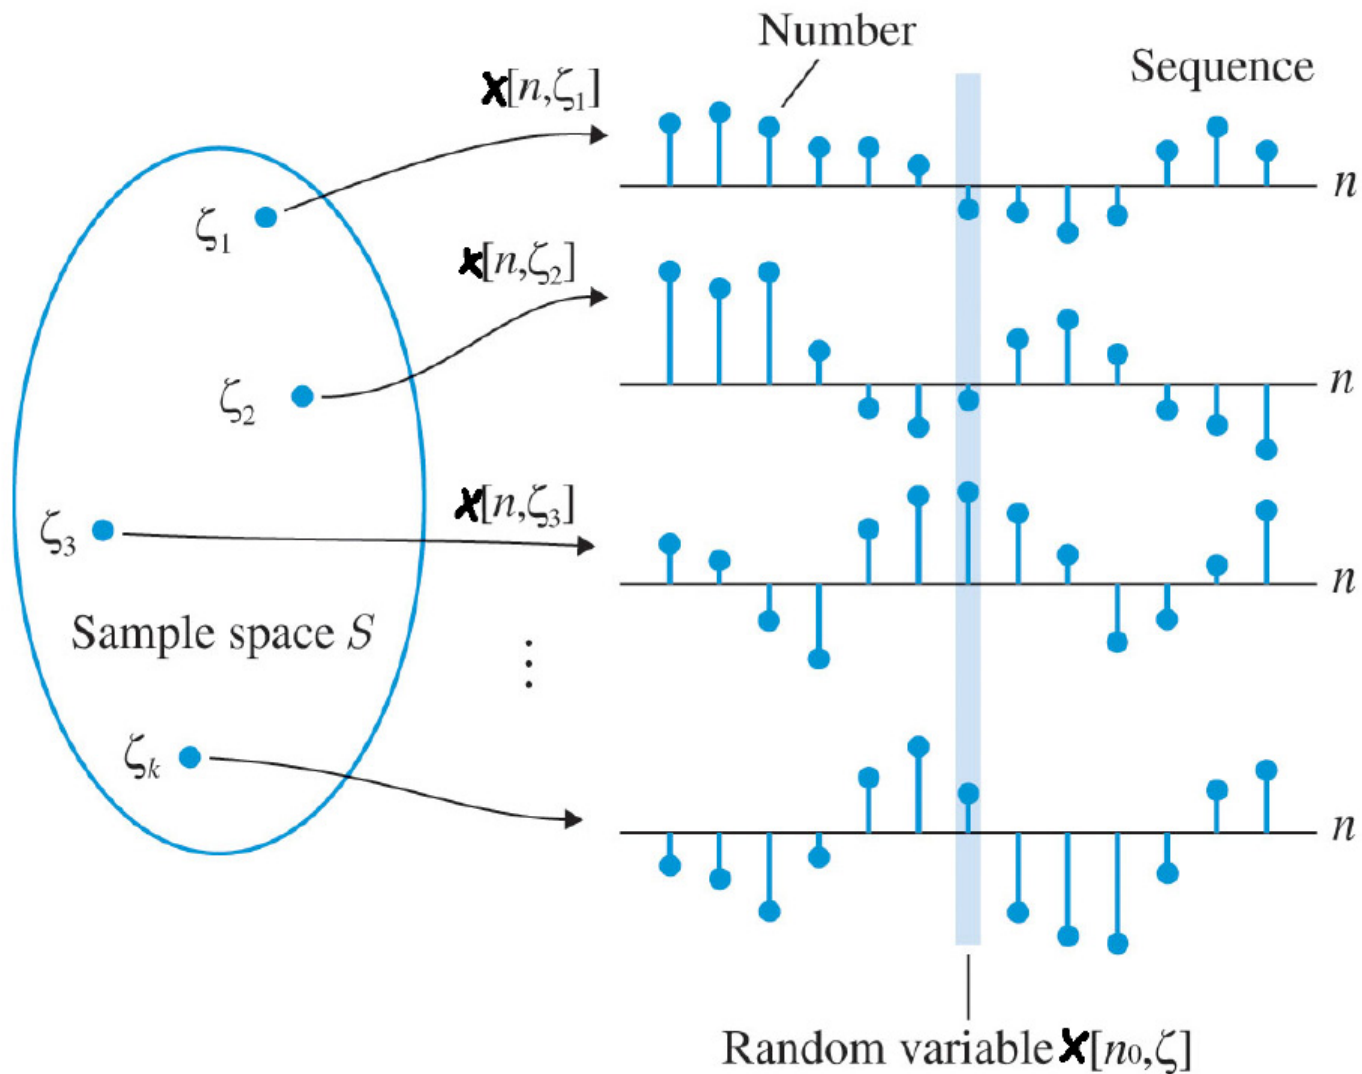 Number
Sequence
x[n,ζ₁]
n
ζ₁
x[n,ζ₂]
n
ζ₂
x[n,ζ₃]
n
ζ₃
Sample space S
⋮
ζₖ
n
Random variable x[n₀,ζ]